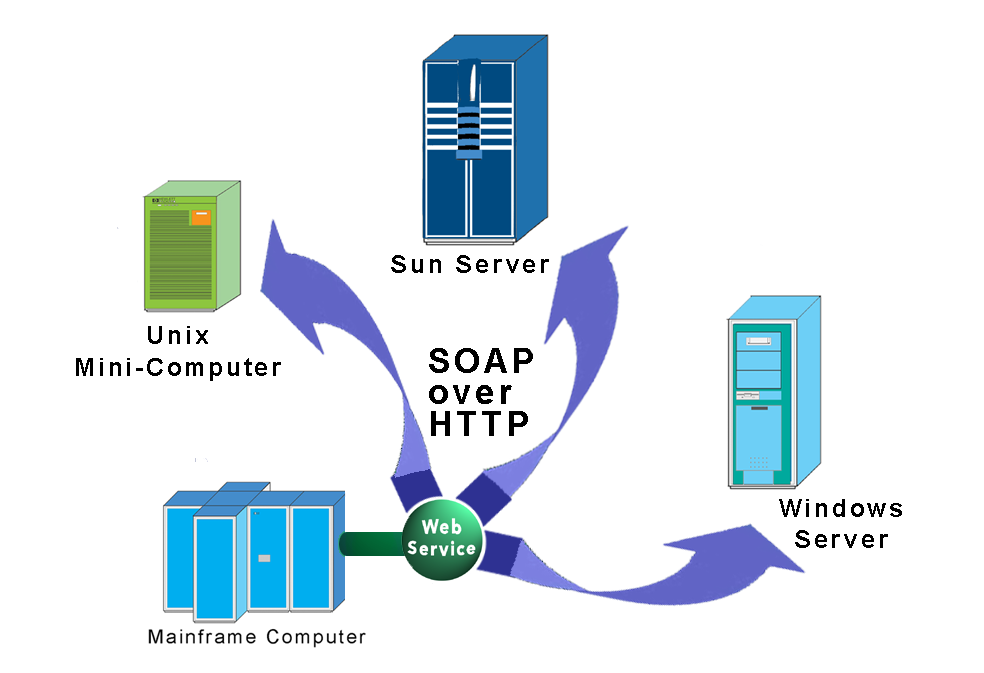 Sun Server
Unix
Mini-Computer
SOAP
over
HTTP
Windows
Server
Web
Service
Mainframe Computer